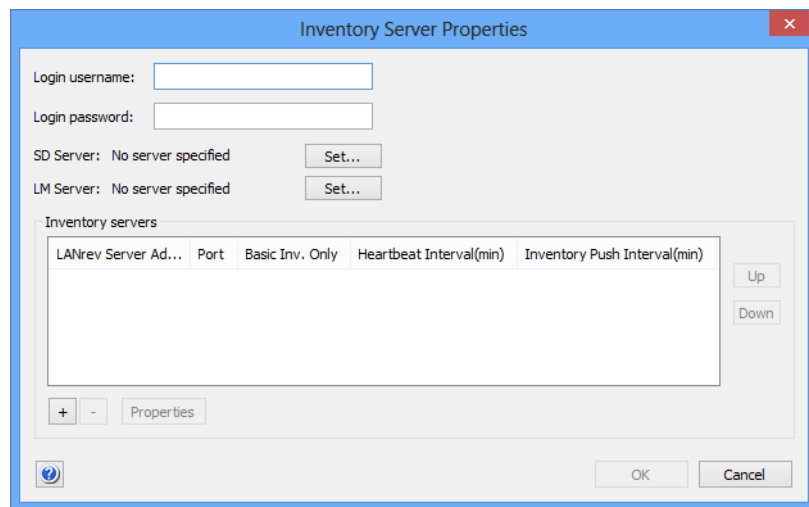 Inventory Server Properties
Login username:
Login password:
SD Server: No server specified Set...
LM Server: No server specified Set...
Inventory servers
LANrev Server Ad... Port Basic Inv. Only Heartbeat Interval(min) Inventory Push Interval(min)
Up
Down
+ - Properties
OK Cancel